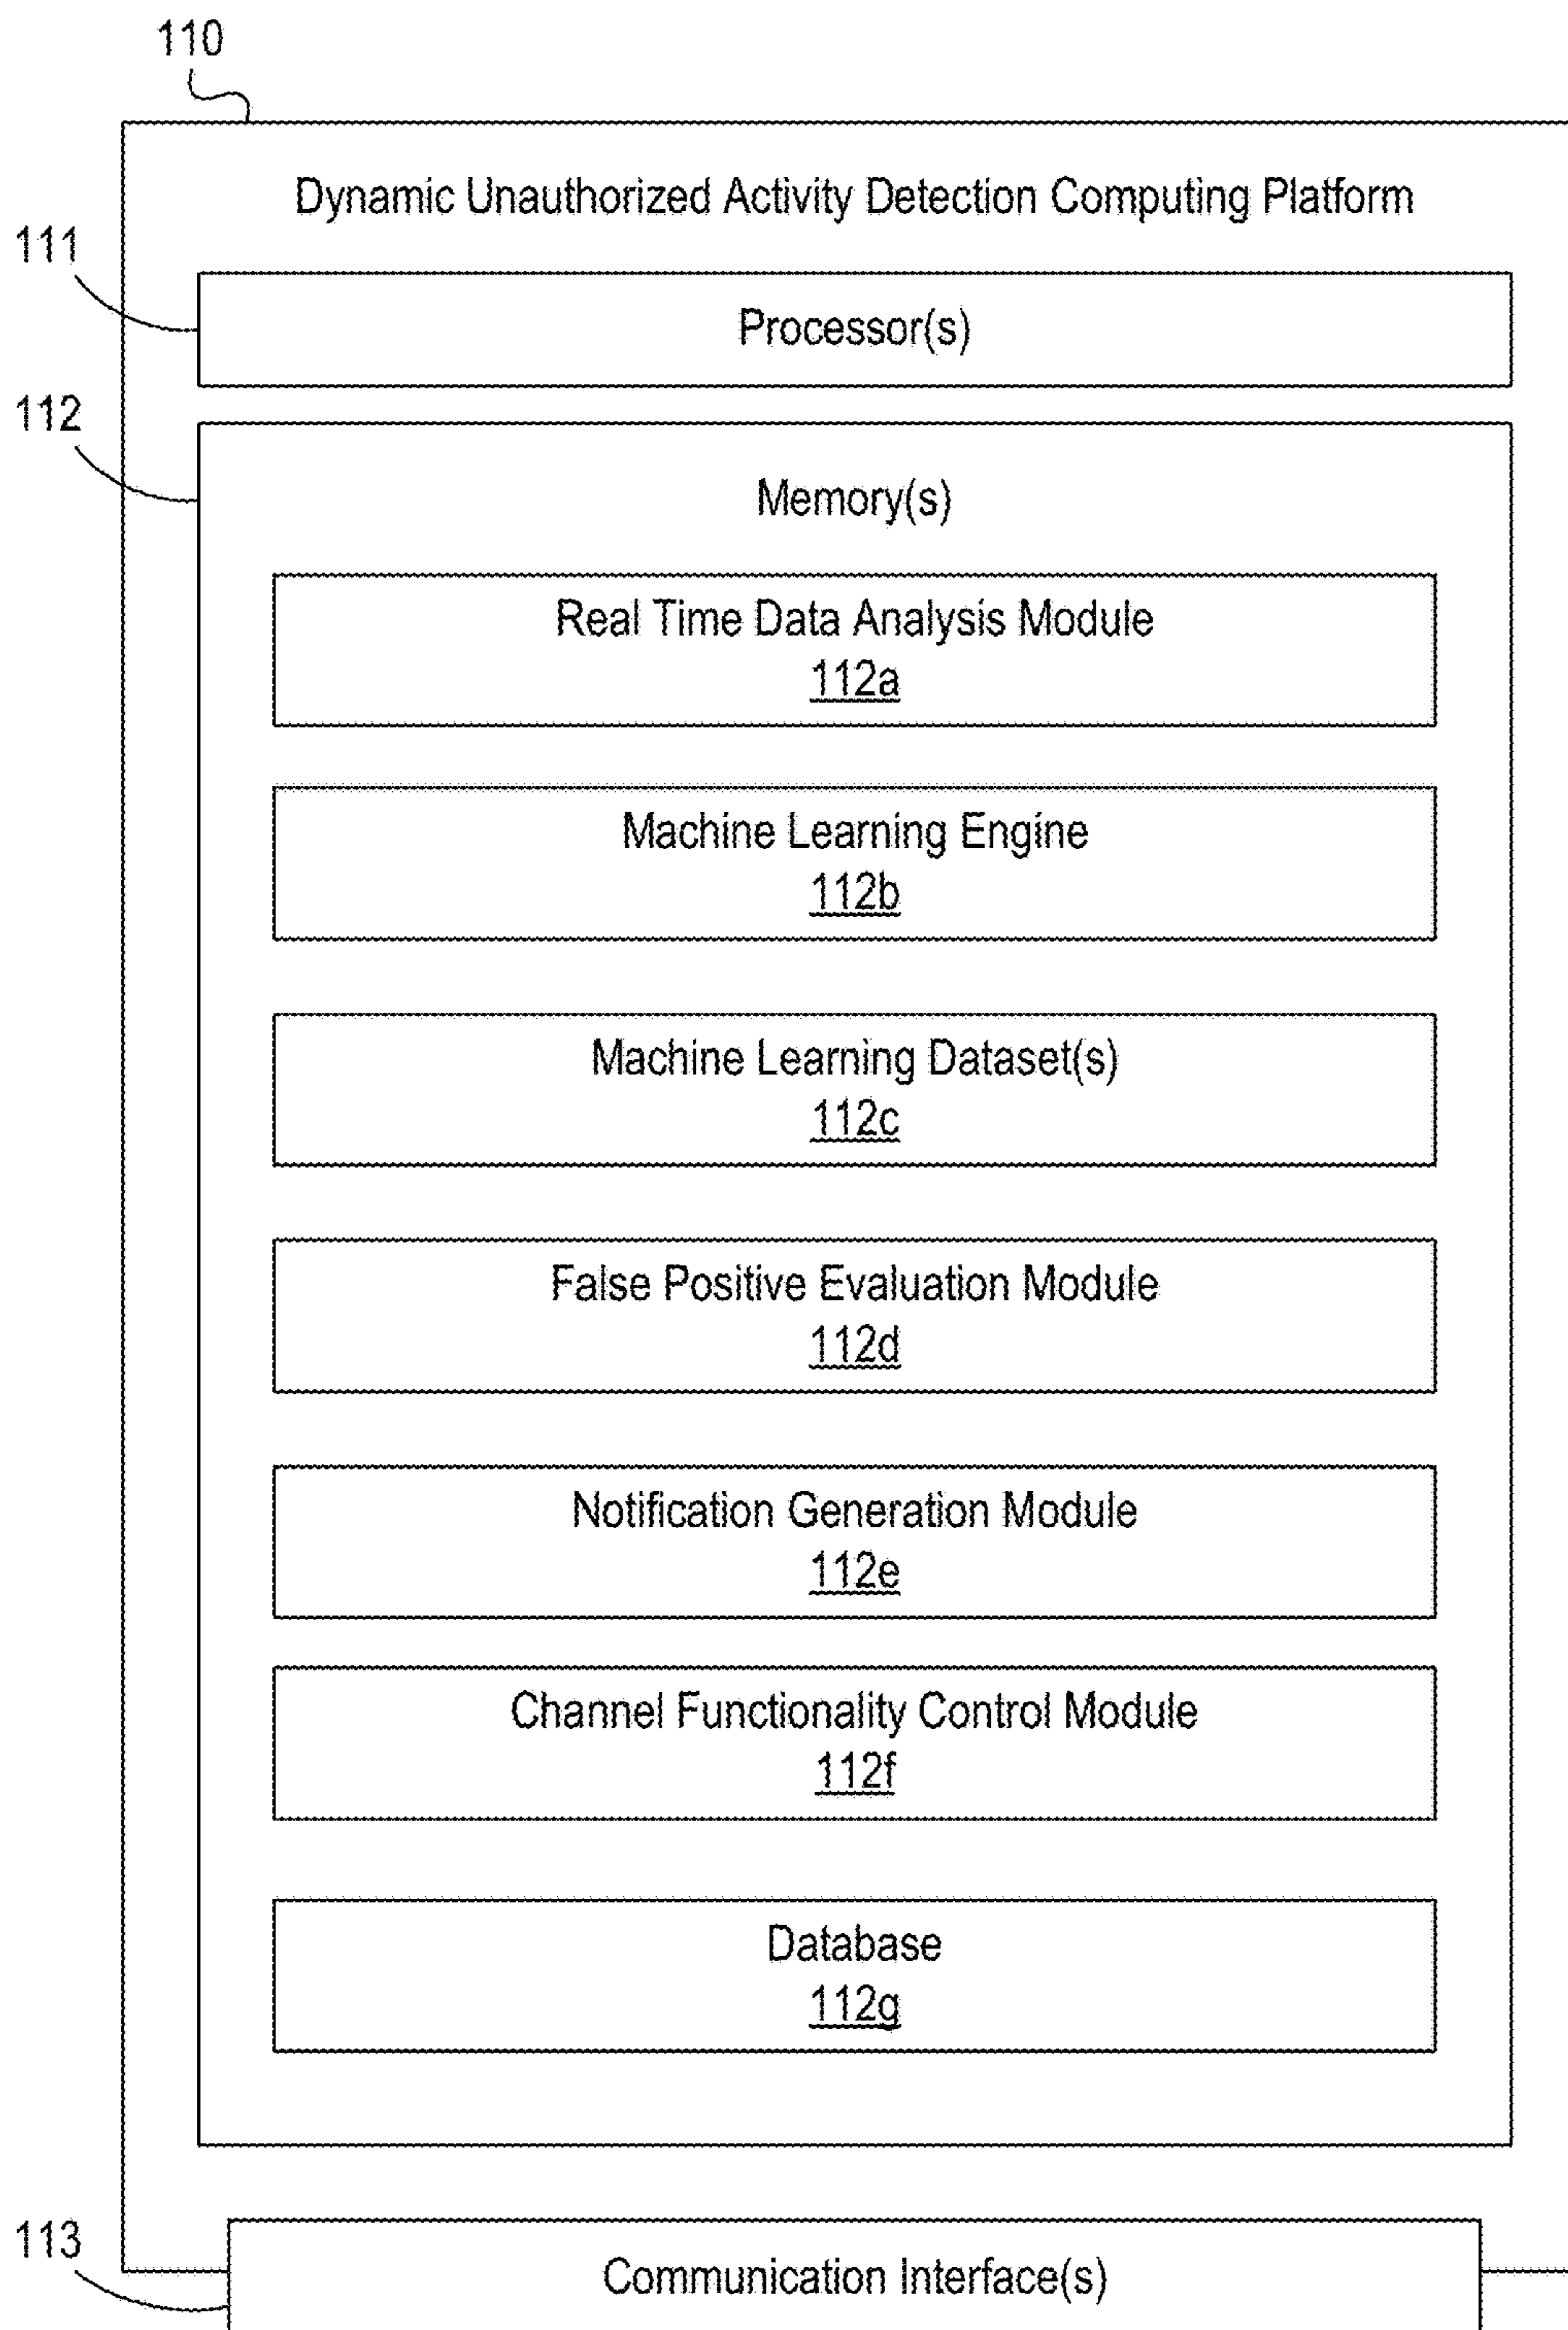 110
Dynamic Unauthorized Activity Detection Computing Platform
111
Processor(s)
112
Memory(s)
Real Time Data Analysis Module
112a
Machine Learning Engine
112b
Machine Learning Dataset(s)
112c
False Positive Evaluation Module
112d
Notification Generation Module
112e
Channel Functionality Control Module
112f
Database
112g
113
Communication Interface(s)